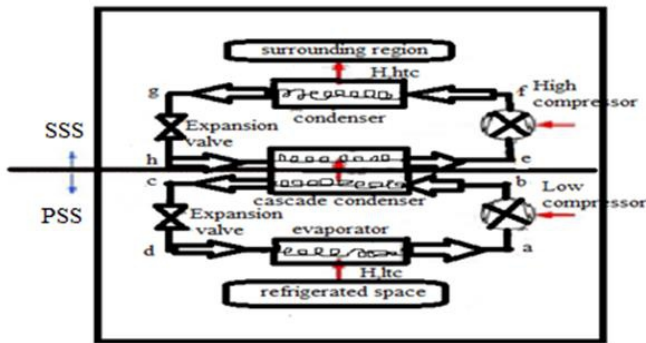 surrounding region
H,htc
g
f
High
compressor
condenser
SSS
Expansion
valve
h
e
c
b
cascade condenser
Low
compressor
PSS
Expansion
valve
evaporator
d
a
H,ltc
refrigerated space